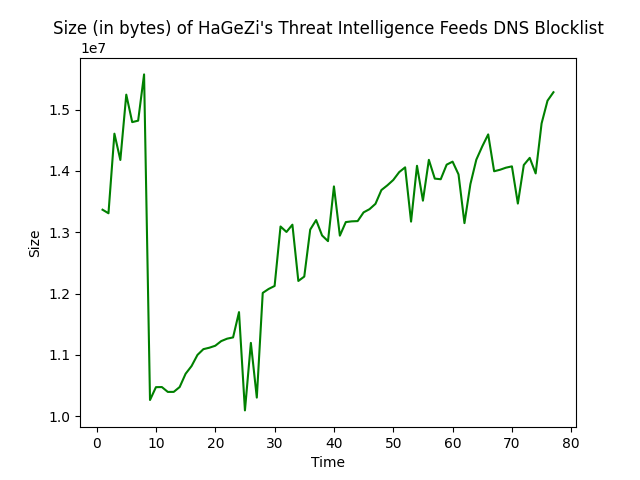 Size (in bytes) of HaGeZi's Threat Intelligence Feeds DNS Blocklist
1e7
1.5
1.4
1.3
1.2
1.1
1.0
Size
0 10 20 30 40 50 60 70 80
Time